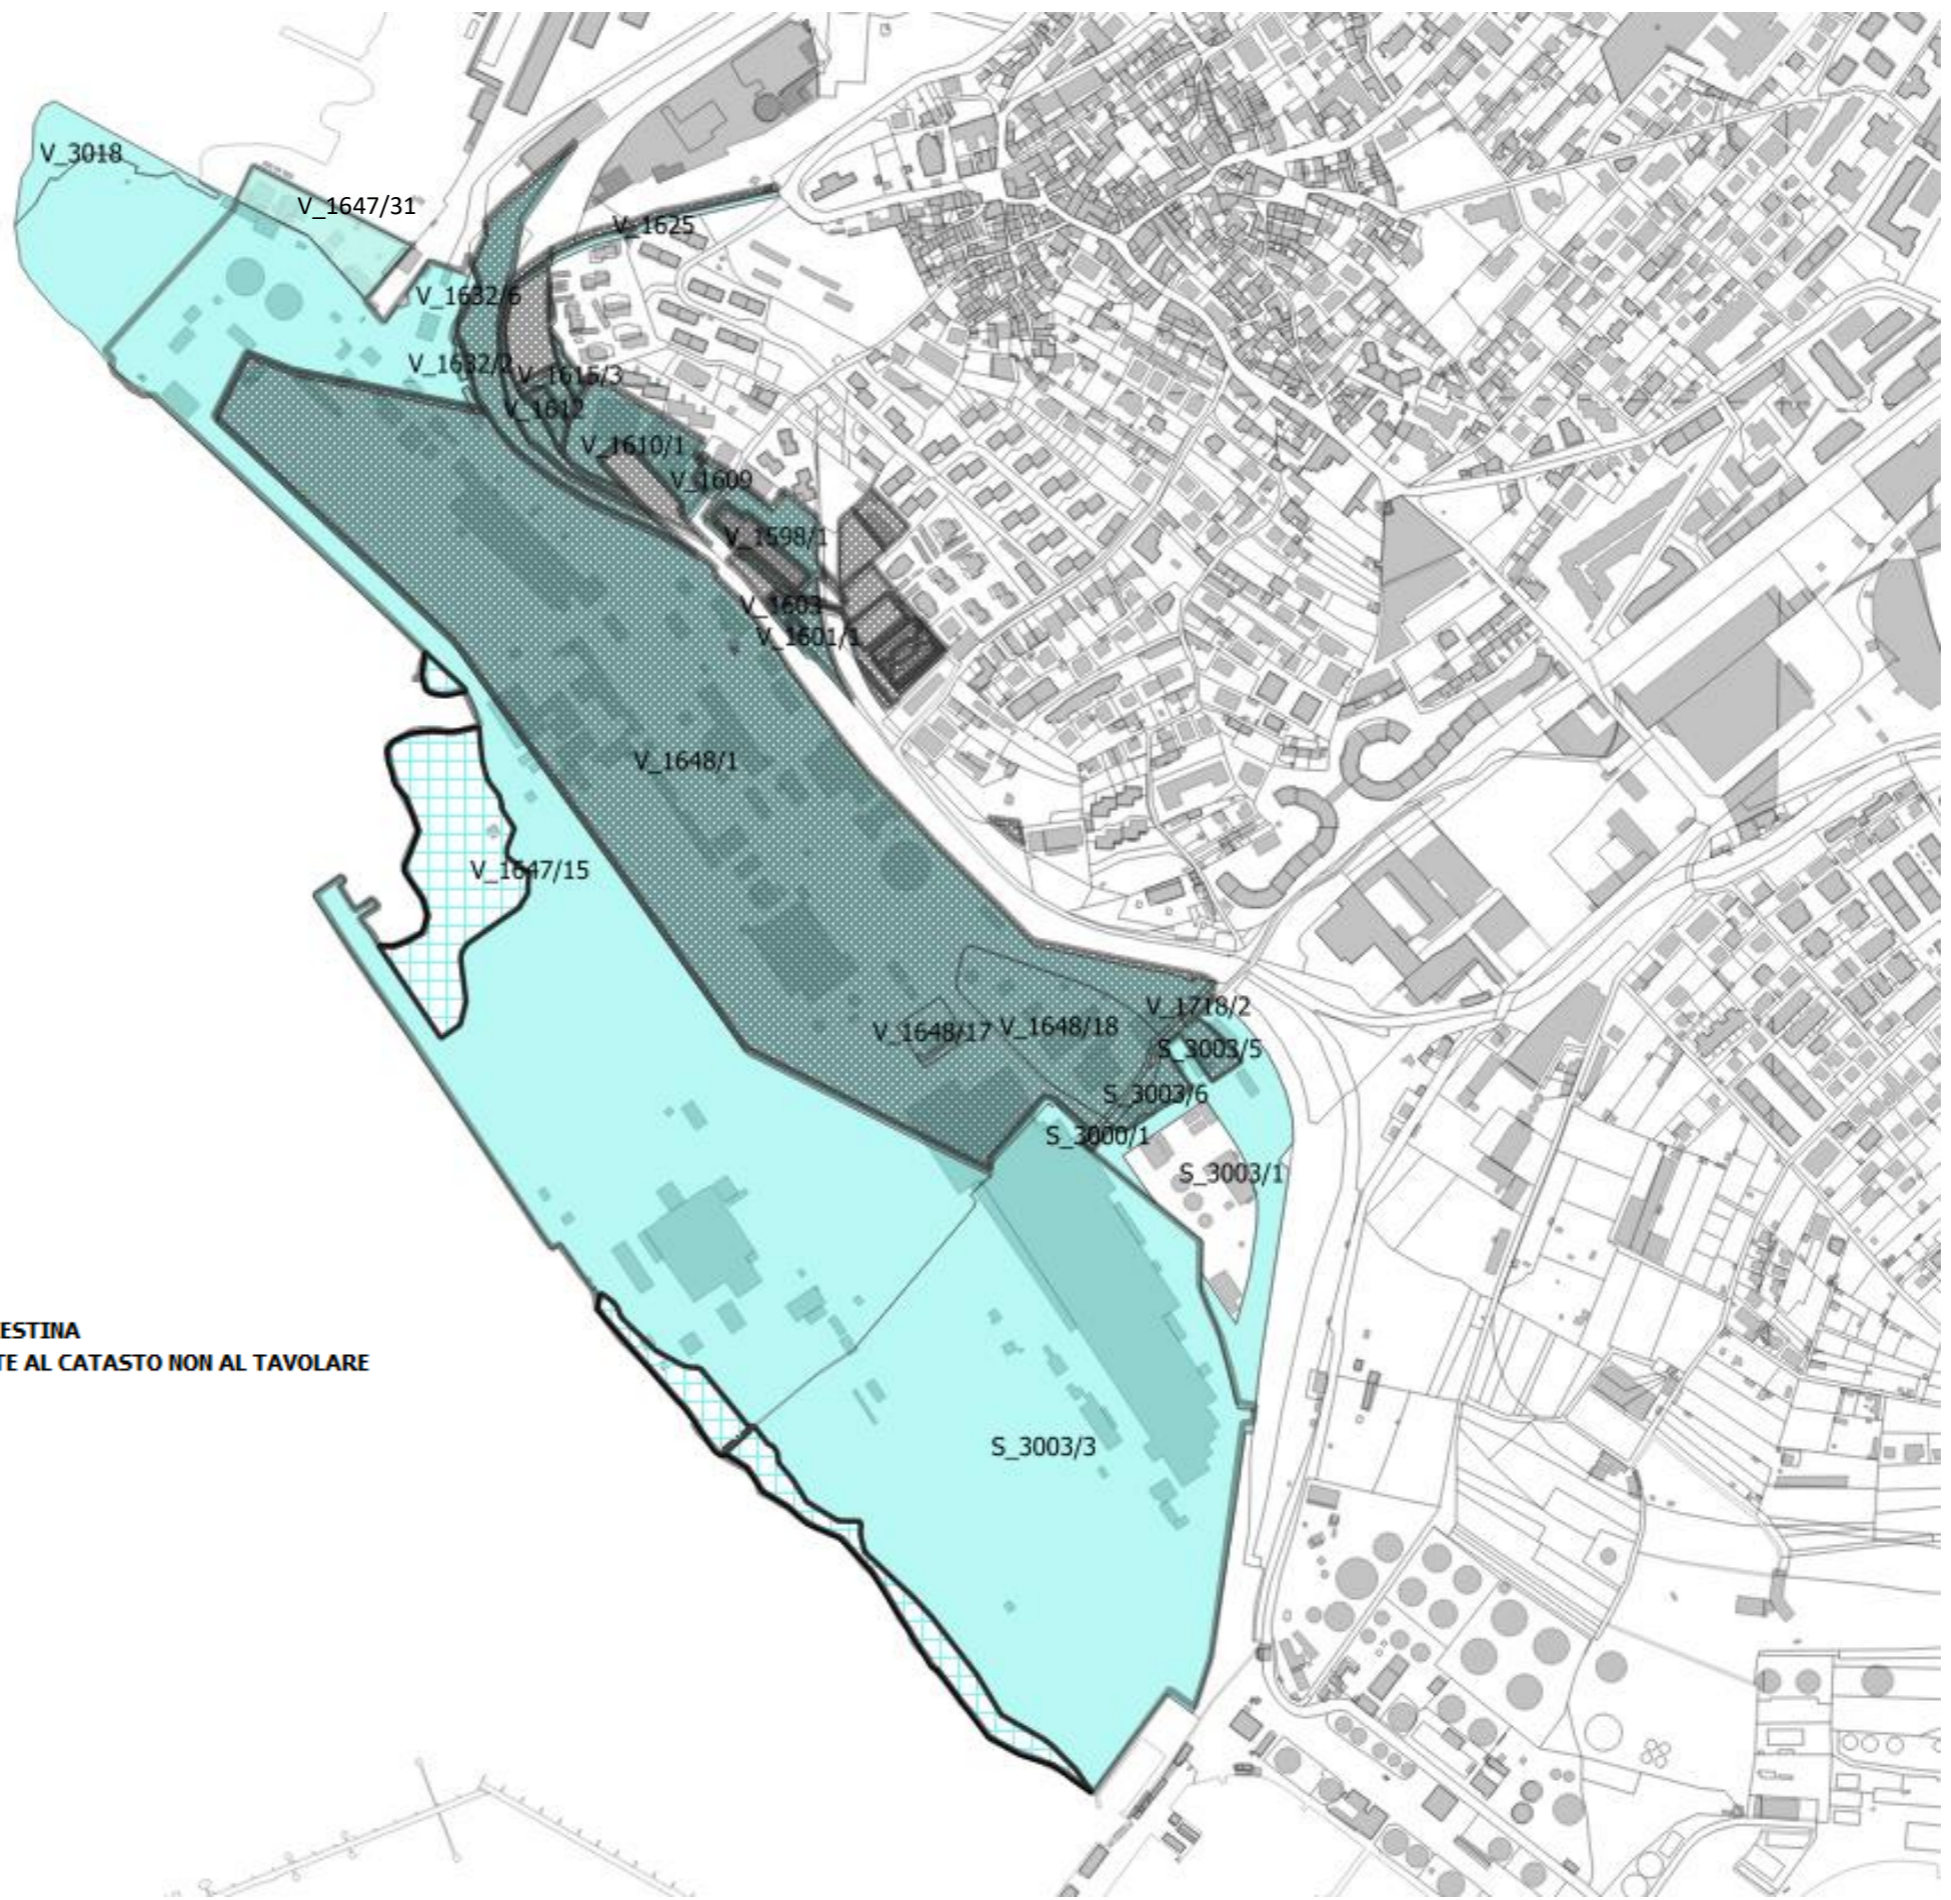 V_3018
V_1647/31
V_1625
V_1632/6
V_1632/2
V_1615/3
V_1612
V_1610/1
V_1609
V_1598/1
V_1603
V_1601/1
V_1648/1
V_1647/15
V_1718/2
V_1648/17
V_1648/18
S_3003/5
S_3003/6
S_3000/1
S_3003/1
ESTINA
TE AL CATASTO NON AL TAVOLARE
S_3003/3